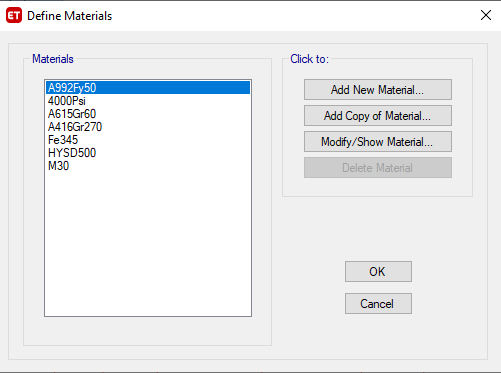 ET Define Materials
Materials
A992Fy50
4000Psi
A615Gr60
A416Gr270
Fe345
HYSD500
M30
Click to:
Add New Material...
Add Copy of Material...
Modify/Show Material...
Delete Material
OK
Cancel